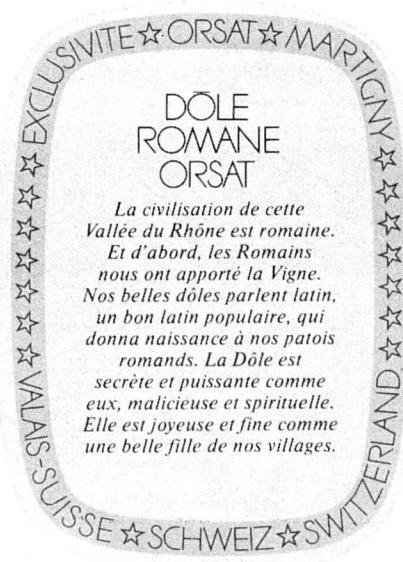 EXCLUSIVITE ☆ ORSAT ☆ MARTIGNY
☆☆☆☆☆☆☆
VALAIS-SUISSE ☆ SCHWEIZ ☆ SWITZERLAND
DÔLE
ROMANE
ORSAT
La civilisation de cette
Vallée du Rhône est romaine.
Et d'abord, les Romains
nous ont apporté la Vigne.
Nos belles dôles parlent latin,
un bon latin populaire, qui
donna naissance à nos patois
romands. La Dôle est
secrète et puissante comme
eux, malicieuse et spirituelle.
Elle est joyeuse et fine comme
une belle fille de nos villages.